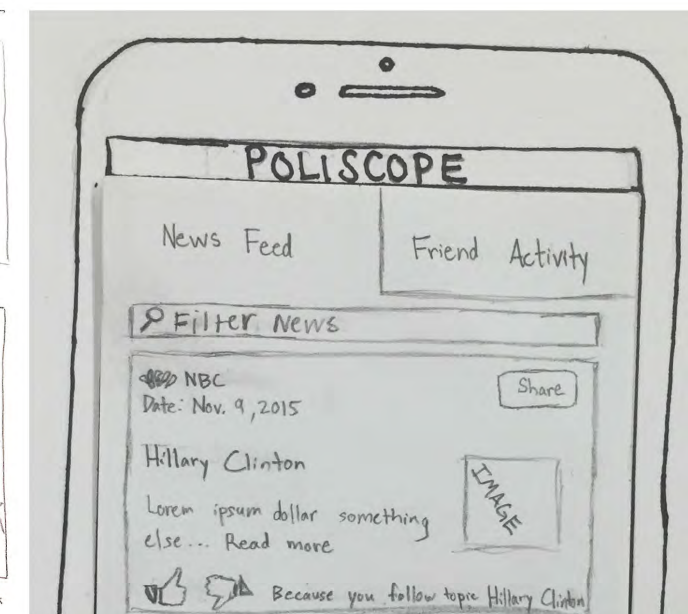 POLISCOPE
News Feed
Friend Activity
Filter News
NBC
Share
Date: Nov. 9, 2015
Hillary Clinton
Lorem ipsum dollar something
else... Read more
IMAGE
Because you follow topic Hillary Clinton